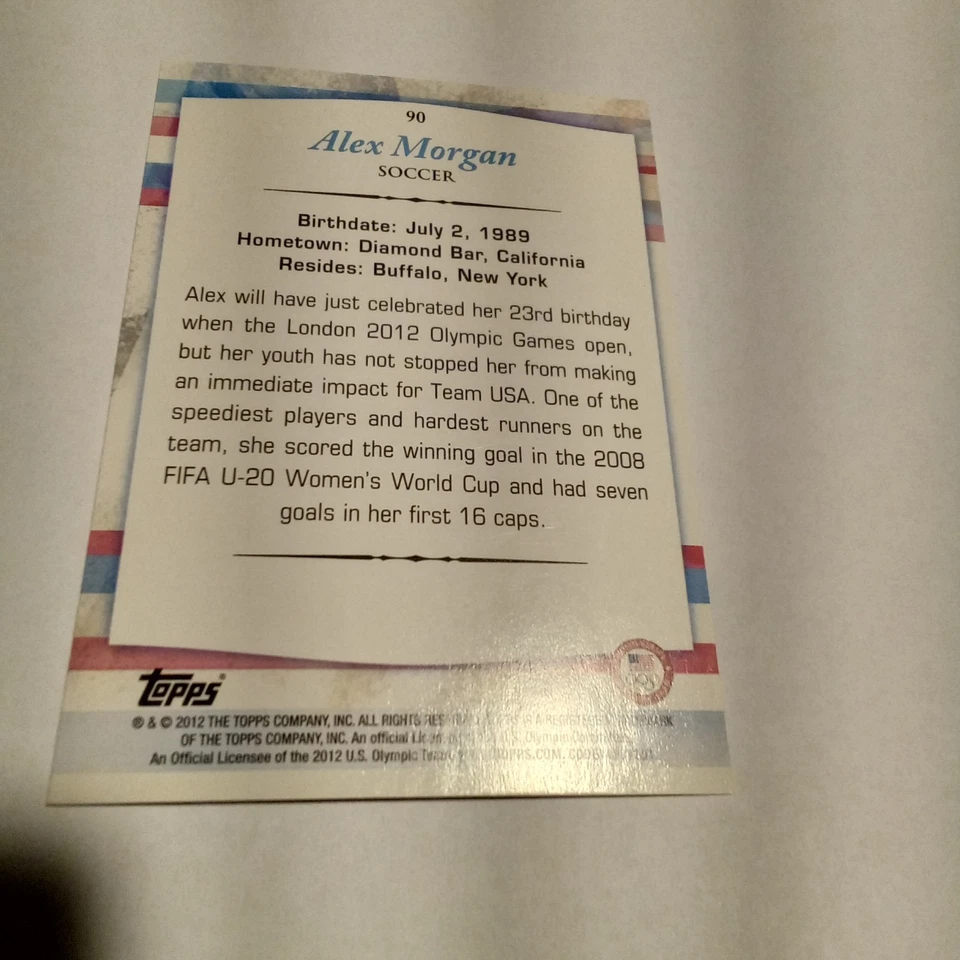 90
Alex Morgan
SOCCER
Birthdate: July 2, 1989
Hometown: Diamond Bar, California
Resides: Buffalo, New York
Alex will have just celebrated her 23rd birthday
when the London 2012 Olympic Games open,
but her youth has not stopped her from making
an immediate impact for Team USA. One of the
speediest players and hardest runners on the
team, she scored the winning goal in the 2008
FIFA U-20 Women's World Cup and had seven
goals in her first 16 caps.
Topps®
® & © 2012 THE TOPPS COMPANY, INC. ALL RIGHTS IS A REGISTERED TRADEMARK
OF THE TOPPS COMPANY, INC. An official U.S. Olympic
An Official Licensee of the 2012 U.S. Olympic Team